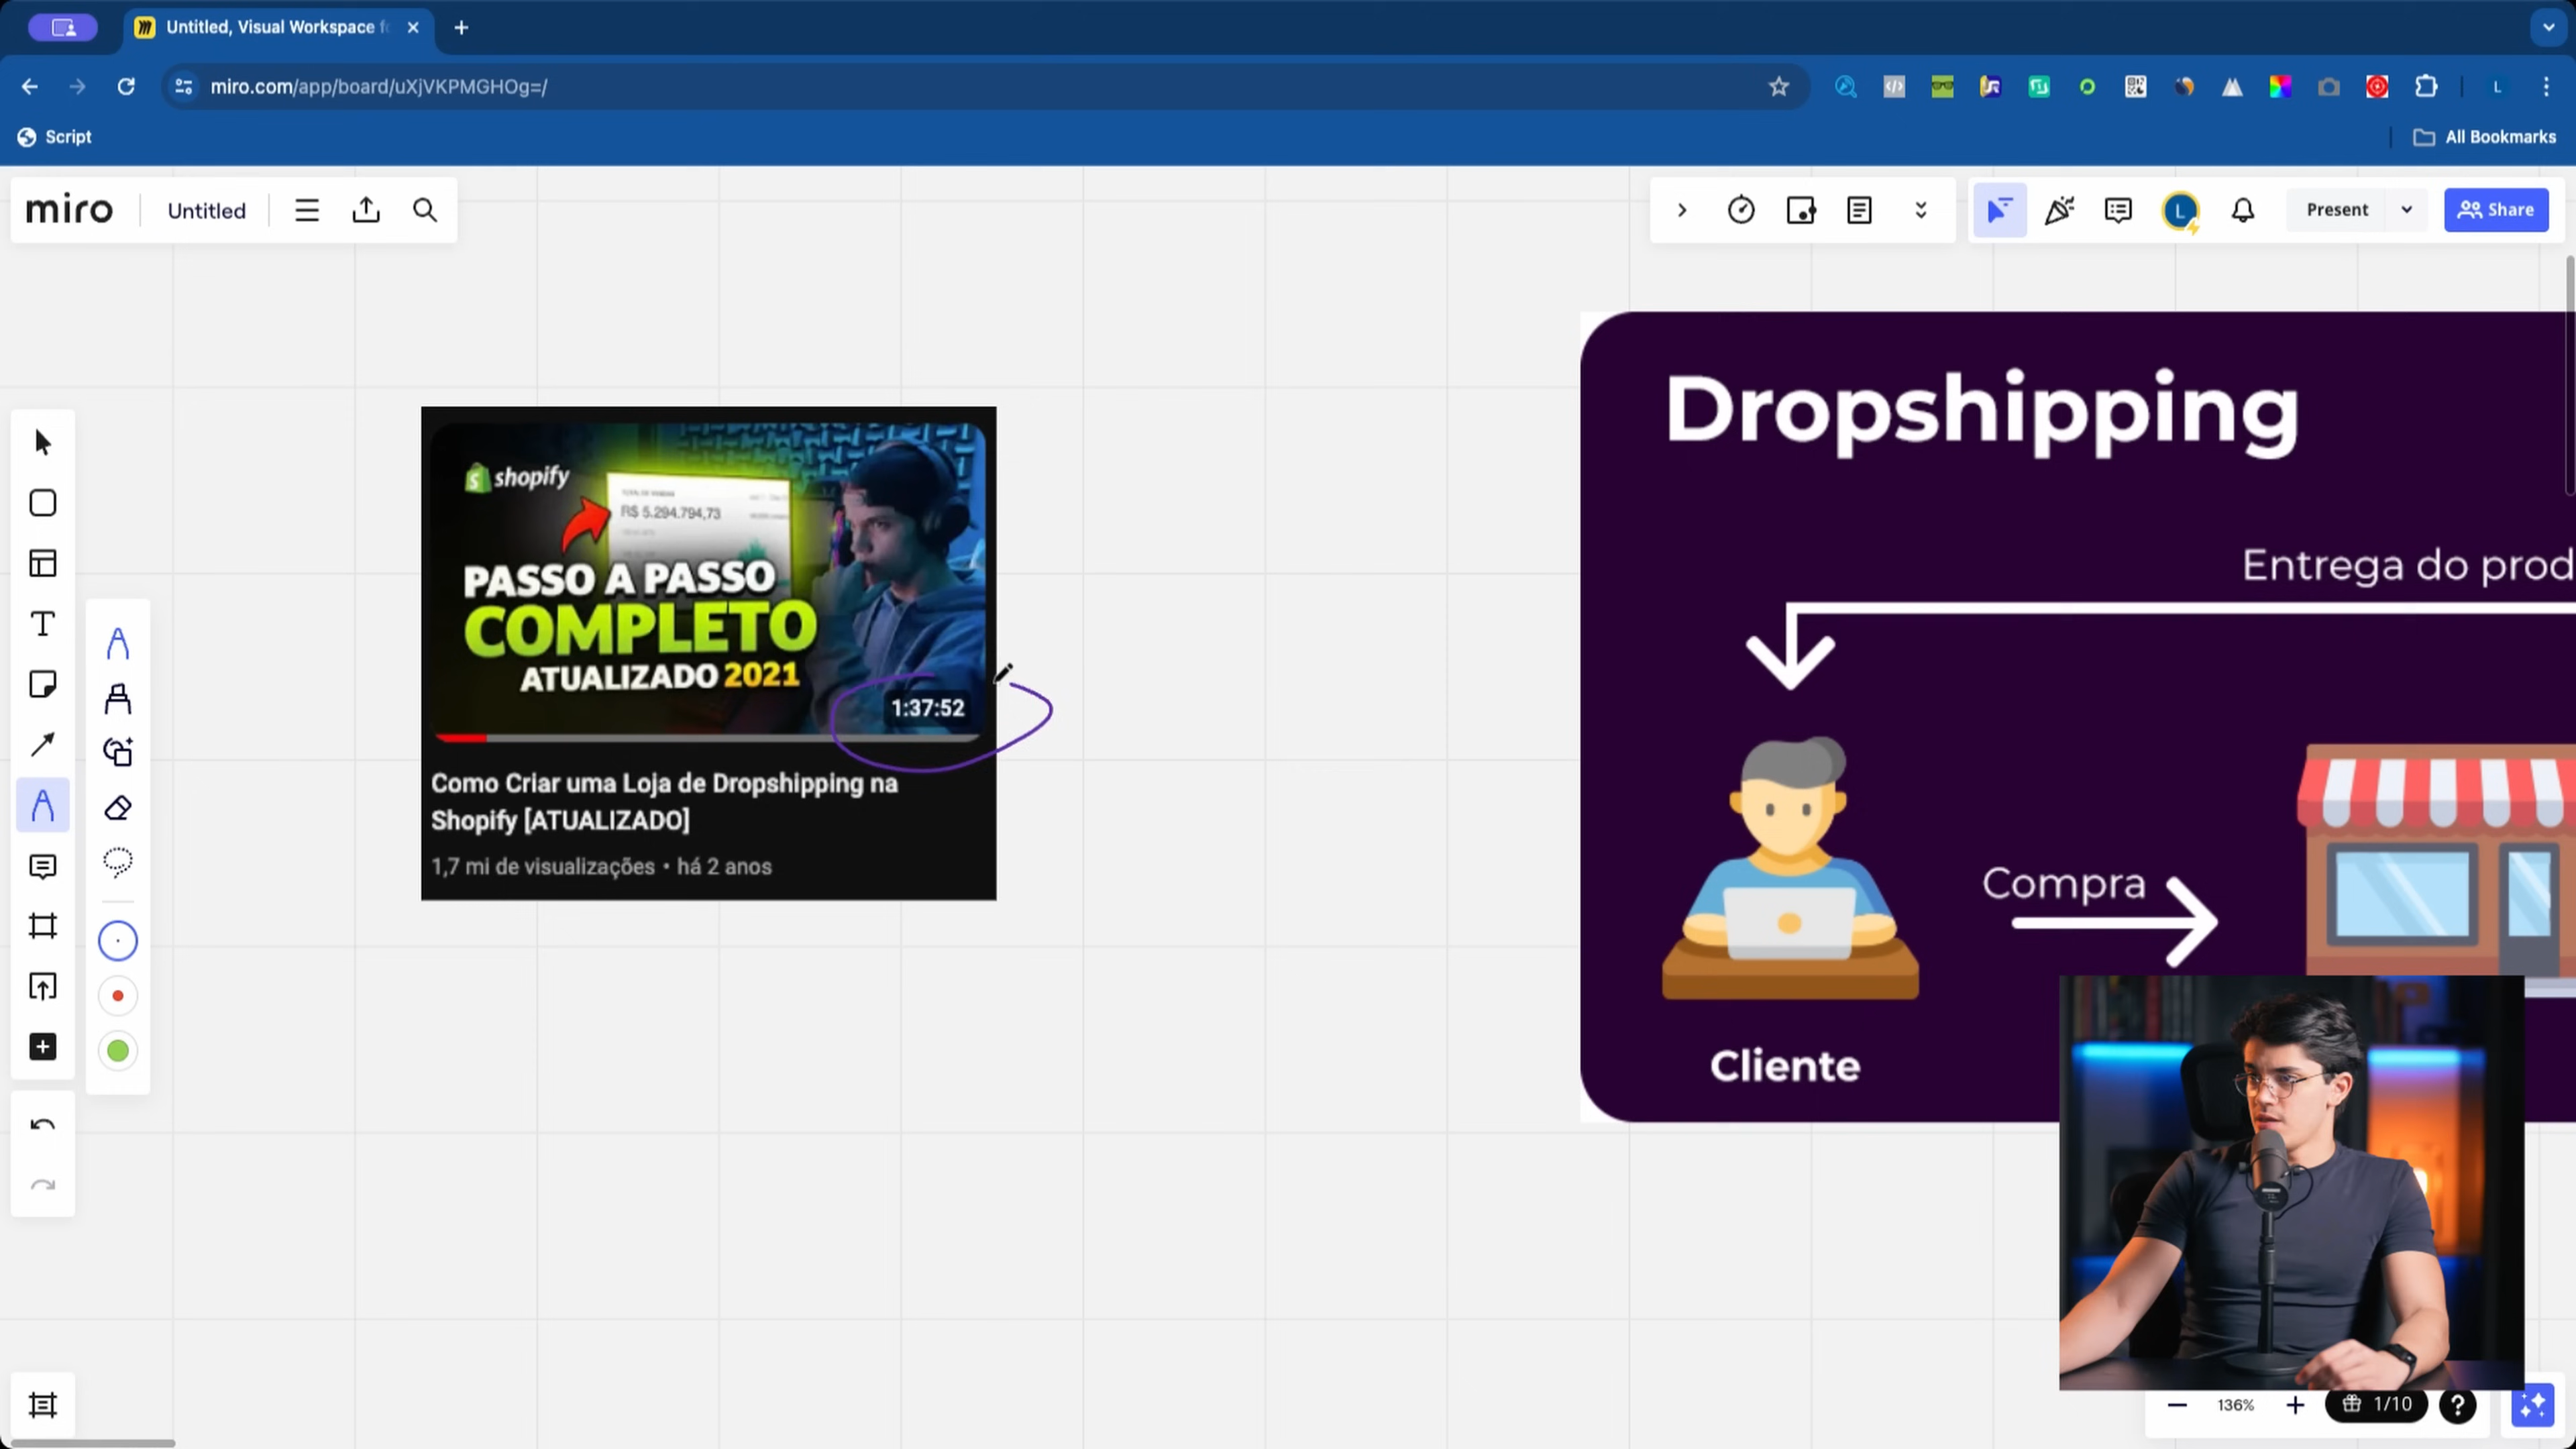 Untitled, Visual Workspace f
miro.com/app/board/uXjVKPMGHOg=/
L
Script
All Bookmarks
miro
Untitled
L
Present
Share
shopify
R$ 5.294.794,73
PASSO A PASSO
COMPLETO
ATUALIZADO 2021
1:37:52
Como Criar uma Loja de Dropshipping na
Shopify [ATUALIZADO]
1,7 mi de visualizações • há 2 anos
Dropshipping
Entrega do prod
Compra
Cliente
136%
1/10